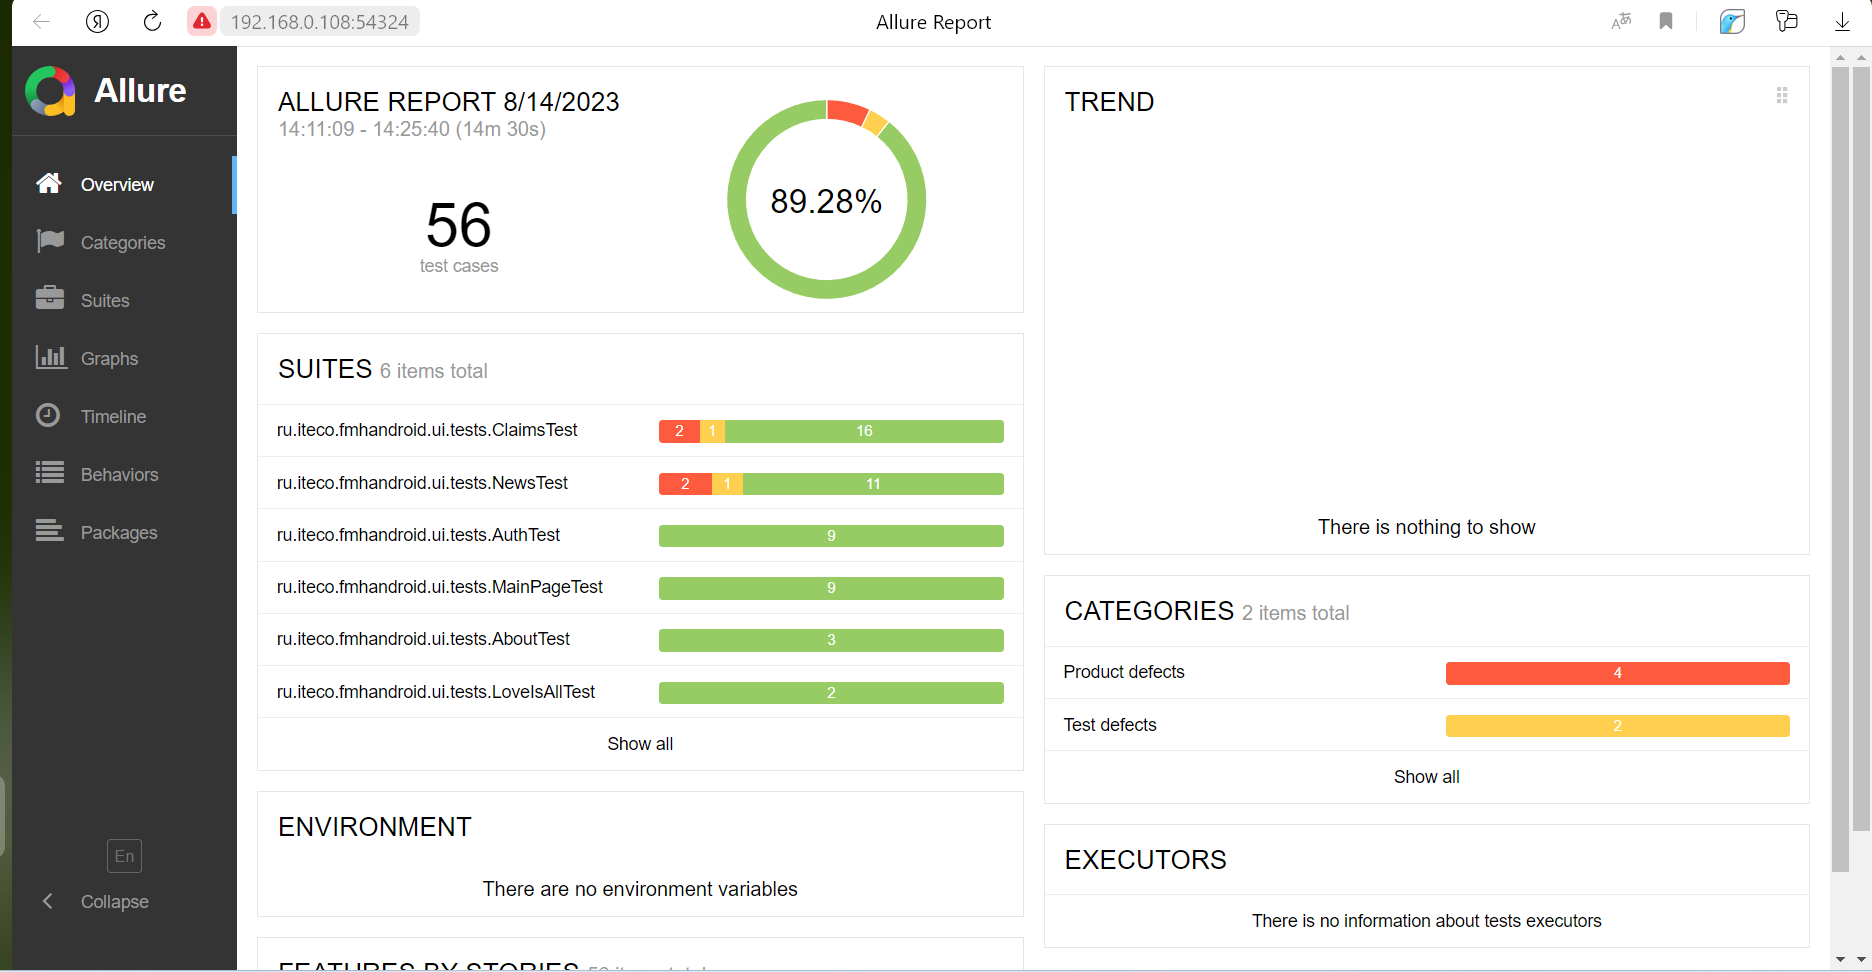 192.168.0.108:54324
Allure Report
Allure
Overview
Categories
Suites
Graphs
Timeline
Behaviors
Packages
En
Collapse
ALLURE REPORT 8/14/2023
14:11:09 - 14:25:40 (14m 30s)
56
test cases
89.28%
SUITES 6 items total
ru.iteco.fmhandroid.ui.tests.ClaimsTest 2 1 16
ru.iteco.fmhandroid.ui.tests.NewsTest 2 1 11
ru.iteco.fmhandroid.ui.tests.AuthTest 9
ru.iteco.fmhandroid.ui.tests.MainPageTest 9
ru.iteco.fmhandroid.ui.tests.AboutTest 3
ru.iteco.fmhandroid.ui.tests.LoveIsAllTest 2
Show all
ENVIRONMENT
There are no environment variables
FEATURES BY STORIES
TREND
There is nothing to show
CATEGORIES 2 items total
Product defects 4
Test defects 2
Show all
EXECUTORS
There is no information about tests executors